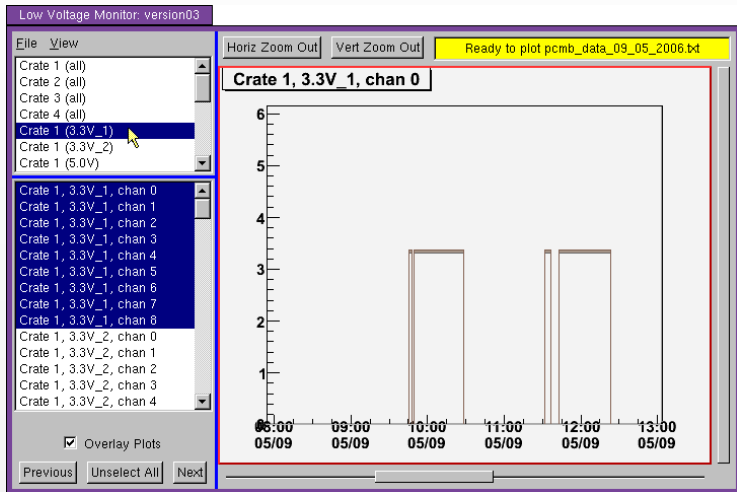 Low Voltage Monitor: version03
File View
Crate 1 (all)
Crate 2 (all)
Crate 3 (all)
Crate 4 (all)
Crate 1 (3.3V_1)
Crate 1 (3.3V_2)
Crate 1 (5.0V)
Crate 1, 3.3V_1, chan 0
Crate 1, 3.3V_1, chan 1
Crate 1, 3.3V_1, chan 2
Crate 1, 3.3V_1, chan 3
Crate 1, 3.3V_1, chan 4
Crate 1, 3.3V_1, chan 5
Crate 1, 3.3V_1, chan 6
Crate 1, 3.3V_1, chan 7
Crate 1, 3.3V_1, chan 8
Crate 1, 3.3V_2, chan 0
Crate 1, 3.3V_2, chan 1
Crate 1, 3.3V_2, chan 2
Crate 1, 3.3V_2, chan 3
Crate 1, 3.3V_2, chan 4
Overlay Plots
Previous Unselect All Next
Horiz Zoom Out Vert Zoom Out Ready to plot pcmb_data_09_05_2006.txt
Crate 1, 3.3V_1, chan 0
6
5
4
3
2
1
08:00 09:00 10:00 11:00 12:00 13:00
05/09 05/09 05/09 05/09 05/09 05/09